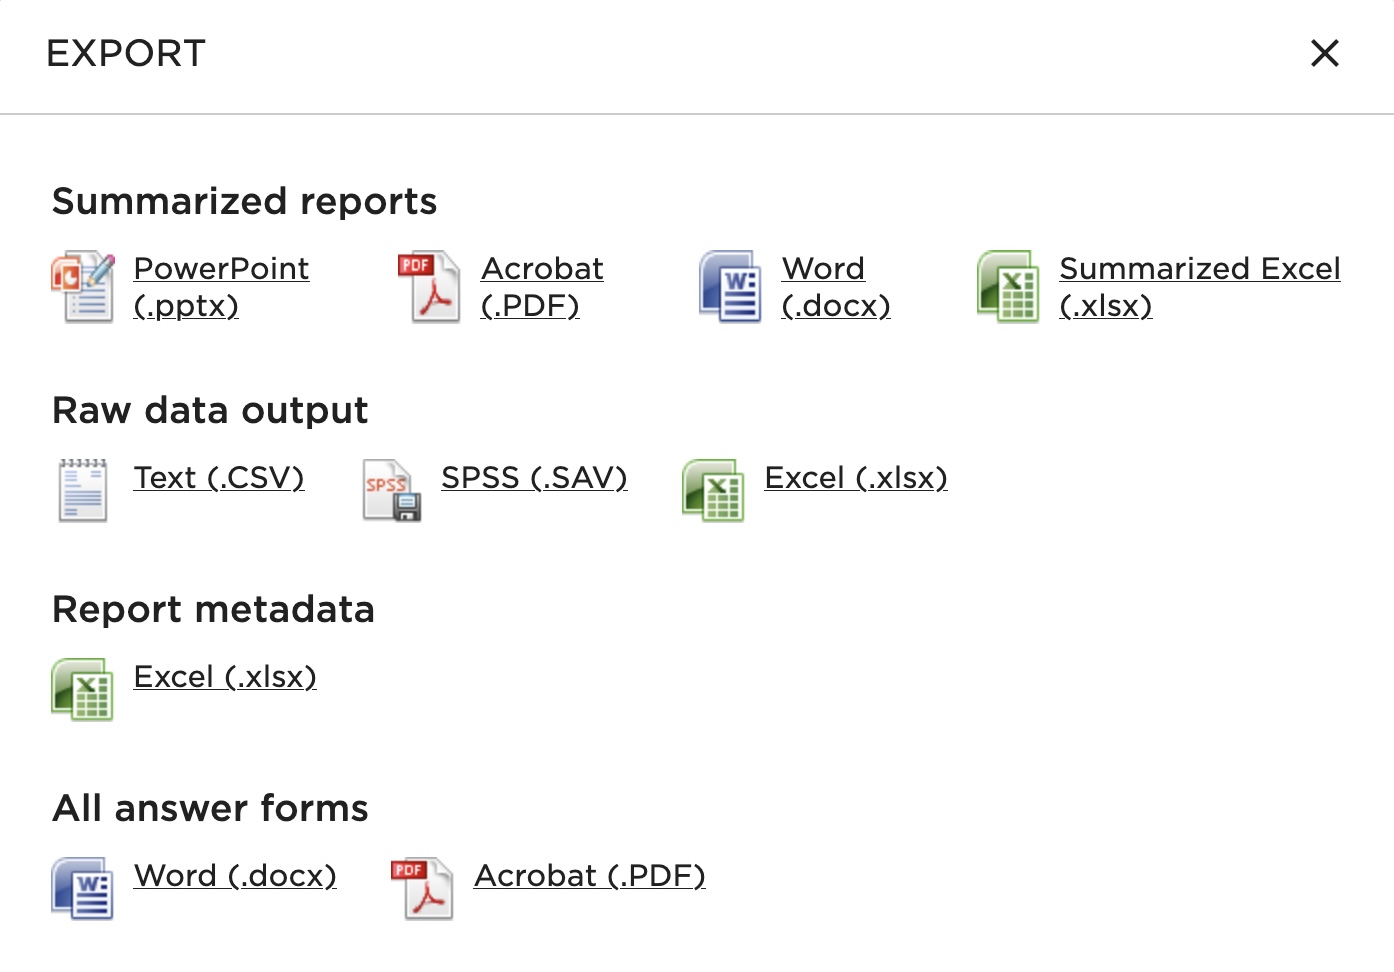 EXPORT
Summarized reports
PowerPoint
(.pptx)
PDF
Acrobat
(.PDF)
W
Word
(.docx)
X
Summarized Excel
(.xlsx)
Raw data output
Text (.CSV)
SPSS
SPSS (.SAV)
X
Excel (.xlsx)
Report metadata
X
Excel (.xlsx)
All answer forms
W
Word (.docx)
PDF
Acrobat (.PDF)